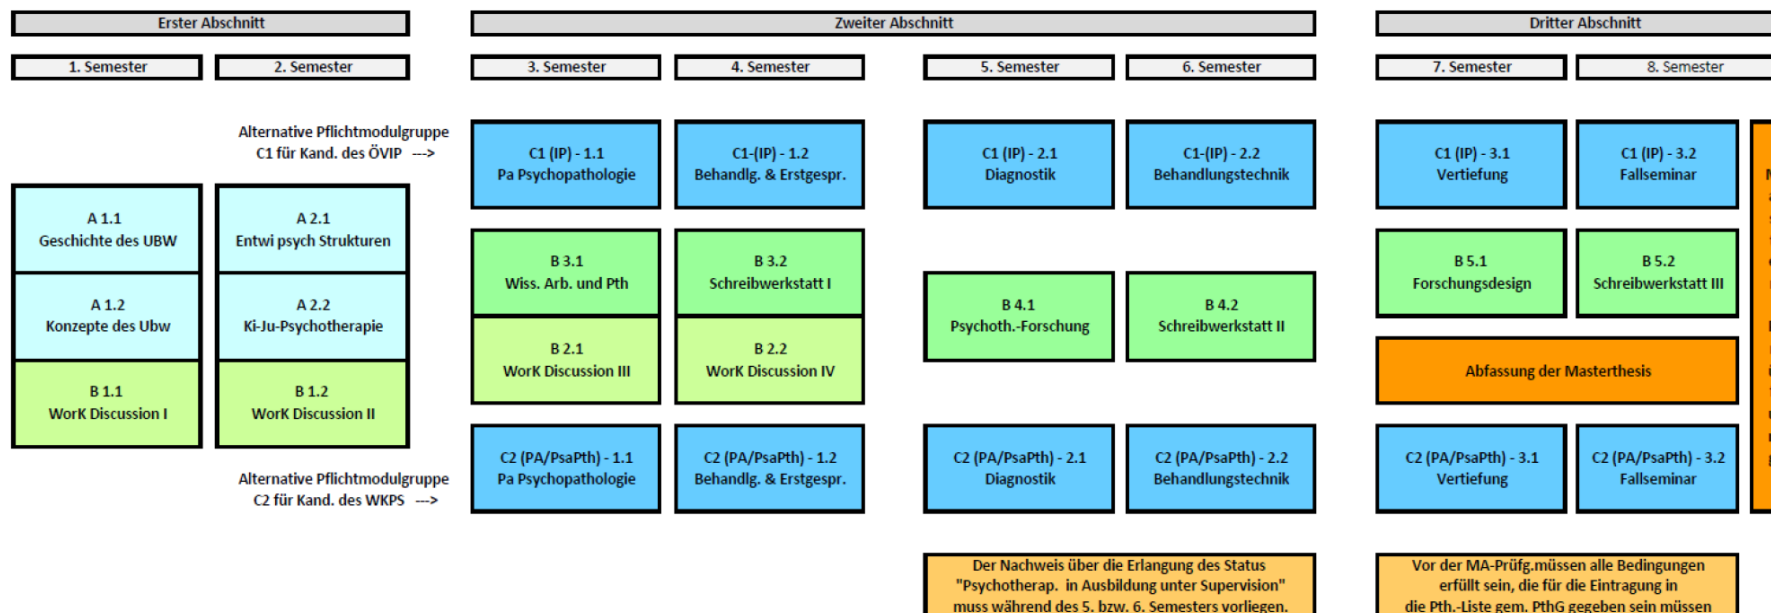 Erster Abschnitt
Zweiter Abschnitt
Dritter Abschnitt
1. Semester
2. Semester
3. Semester
4. Semester
5. Semester
6. Semester
7. Semester
8. Semester
Alternative Pflichtmodulgruppe
C1 für Kand. des ÖVIP --->
C1 (IP) - 1.1
Pa Psychopathologie
C1-(IP) - 1.2
Behandlg. & Erstgespr.
C1 (IP) - 2.1
Diagnostik
C1-(IP) - 2.2
Behandlungstechnik
C1 (IP) - 3.1
Vertiefung
C1 (IP) - 3.2
Fallseminar
A 1.1
Geschichte des UBW
A 2.1
Entwi psych Strukturen
A 1.2
Konzepte des Ubw
A 2.2
Ki-Ju-Psychotherapie
B 1.1
WorK Discussion I
B 1.2
WorK Discussion II
B 3.1
Wiss. Arb. und Pth
B 3.2
Schreibwerkstatt I
B 2.1
WorK Discussion III
B 2.2
WorK Discussion IV
B 4.1
Psychoth.-Forschung
B 4.2
Schreibwerkstatt II
B 5.1
Forschungsdesign
B 5.2
Schreibwerkstatt III
Abfassung der Masterthesis
Alternative Pflichtmodulgruppe
C2 für Kand. des WKPS --->
C2 (PA/PsaPth) - 1.1
Pa Psychopathologie
C2 (PA/PsaPth) - 1.2
Behandlg. & Erstgespr.
C2 (PA/PsaPth) - 2.1
Diagnostik
C2 (PA/PsaPth) - 2.2
Behandlungstechnik
C2 (PA/PsaPth) - 3.1
Vertiefung
C2 (PA/PsaPth) - 3.2
Fallseminar
Der Nachweis über die Erlangung des Status
"Psychotherap. in Ausbildung unter Supervision"
muss während des 5. bzw. 6. Semesters vorliegen.
Vor der MA-Prüfg.müssen alle Bedingungen
erfüllt sein, die für die Eintragung in
die Pth.-Liste gem. PthG gegeben sein müssen